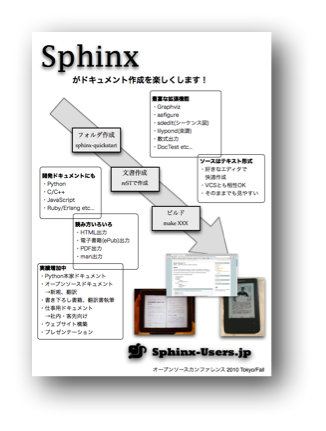 Sphinx
がドキュメント作成を楽しくします！
豊富な拡張機能
・Graphviz
・aafigure
・sdedit(シーケンス図)
・lilypond(楽譜)
・数式出力
・DocTest etc...
フォルダ作成
sphinx-quickstart
ソースはテキスト形式
・好きなエディタで
快適作成
・VCSとも相性OK
・そのままでも見やすい
文書作成
reSTで作成
開発ドキュメントにも
・Python
・C/C++
・JavaScript
・Ruby/Erlang etc...
ビルド
make XXX
読み方いろいろ
・HTML出力
・電子書籍(ePub)出力
・PDF出力
・man出力
実績増加中
・Python本家ドキュメント
・オープンソースドキュメント
→新規、翻訳
・書き下ろし書籍、翻訳書執筆
・仕事用ドキュメント
→社内・客先向け
・ウェブサイト構築
・プレゼンテーション
Sphinx-Users.jp
オープンソースカンファレンス 2010 Tokyo/Fall